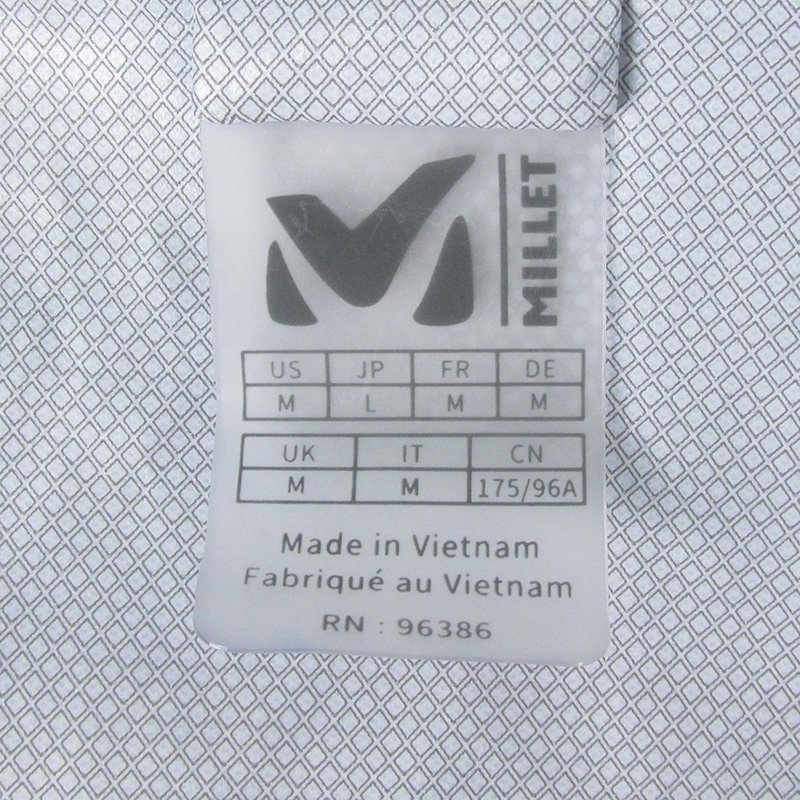 MILLET
US JP FR DE
M L M M
UK IT CN
M M 175/96A
Made in Vietnam
Fabriqué au Vietnam
RN : 96386